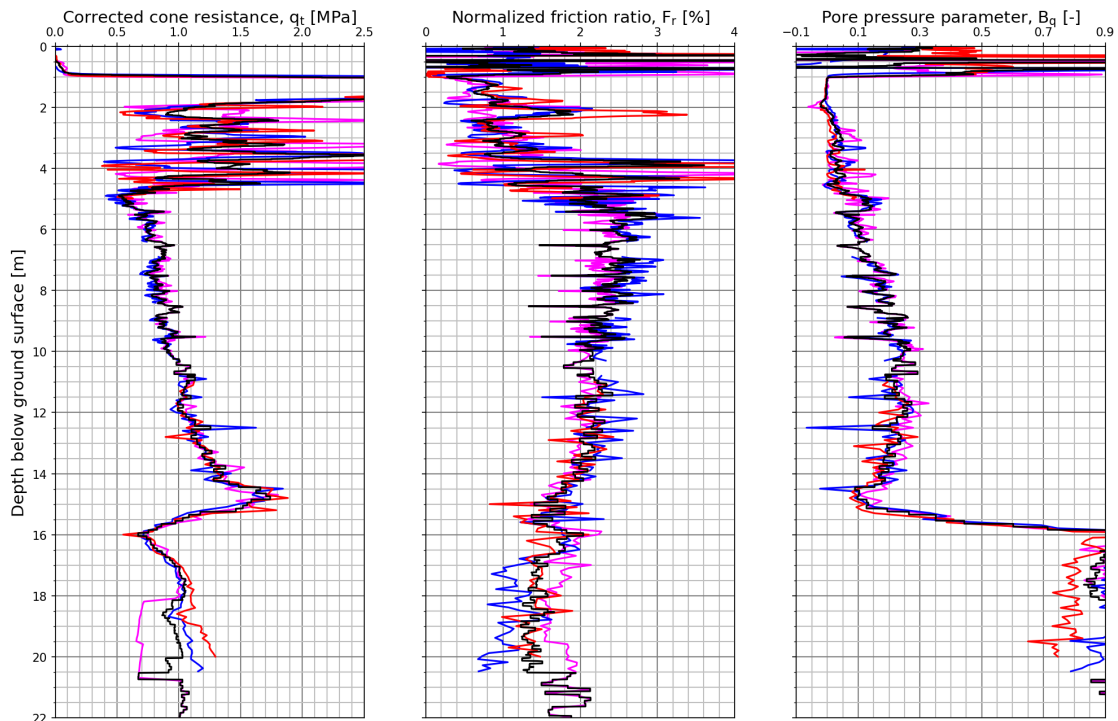 Corrected cone resistance, qt [MPa]
Normalized friction ratio, Fr [%]
Pore pressure parameter, Bq [-]
0.0 0.5 1.0 1.5 2.0 2.5
0 1 2 3 4
−0.1 0.1 0.3 0.5 0.7 0.9
0
2
4
6
8
10
12
14
16
18
20
22
Depth below ground surface [m]